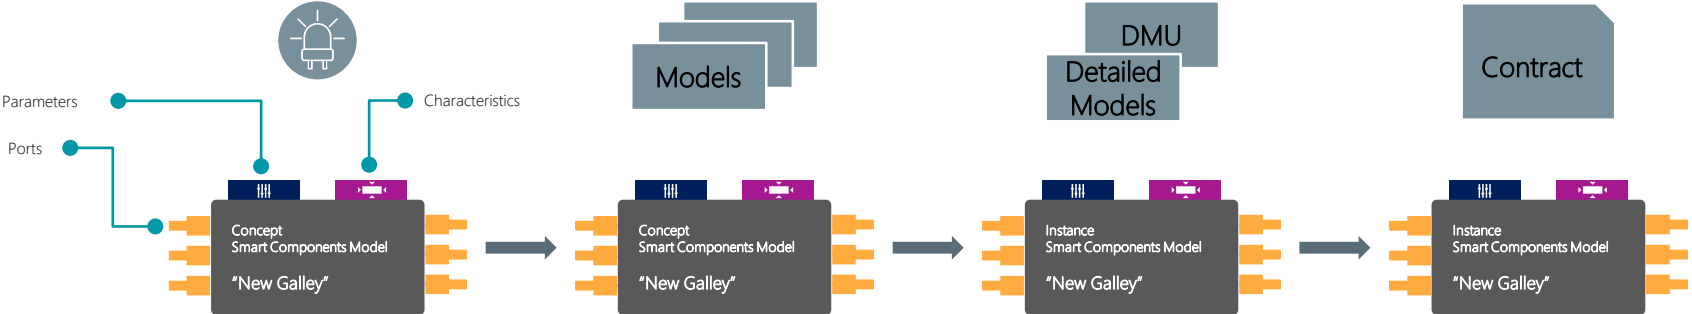 Parameters
Characteristics
Ports
Concept
Smart Components Model
“New Galley”
Models
Concept
Smart Components Model
“New Galley”
DMU
Detailed
Models
Instance
Smart Components Model
“New Galley”
Contract
Instance
Smart Components Model
“New Galley”